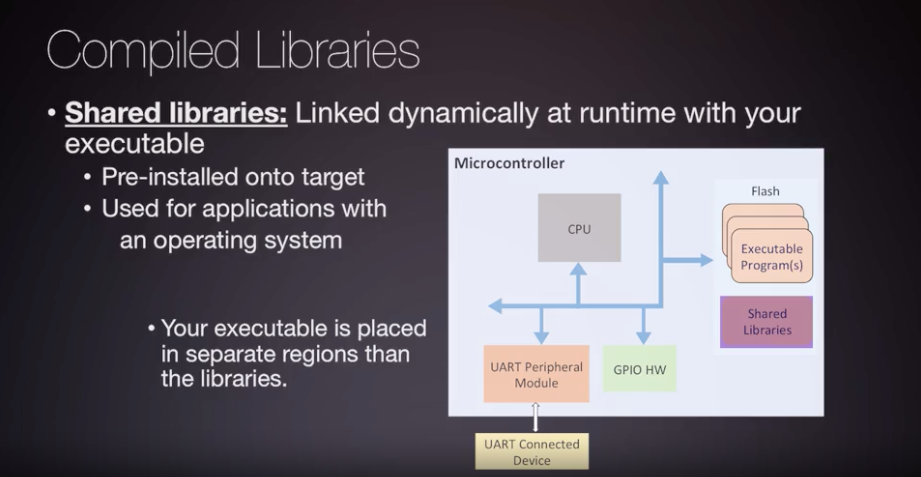 Compiled Libraries
• Shared libraries: Linked dynamically at runtime with your
executable
• Pre-installed onto target
• Used for applications with
an operating system
• Your executable is placed
in separate regions than
the libraries.
Microcontroller
CPU
Flash
Executable
Program(s)
Shared
Libraries
UART Peripheral
Module
GPIO HW
UART Connected
Device